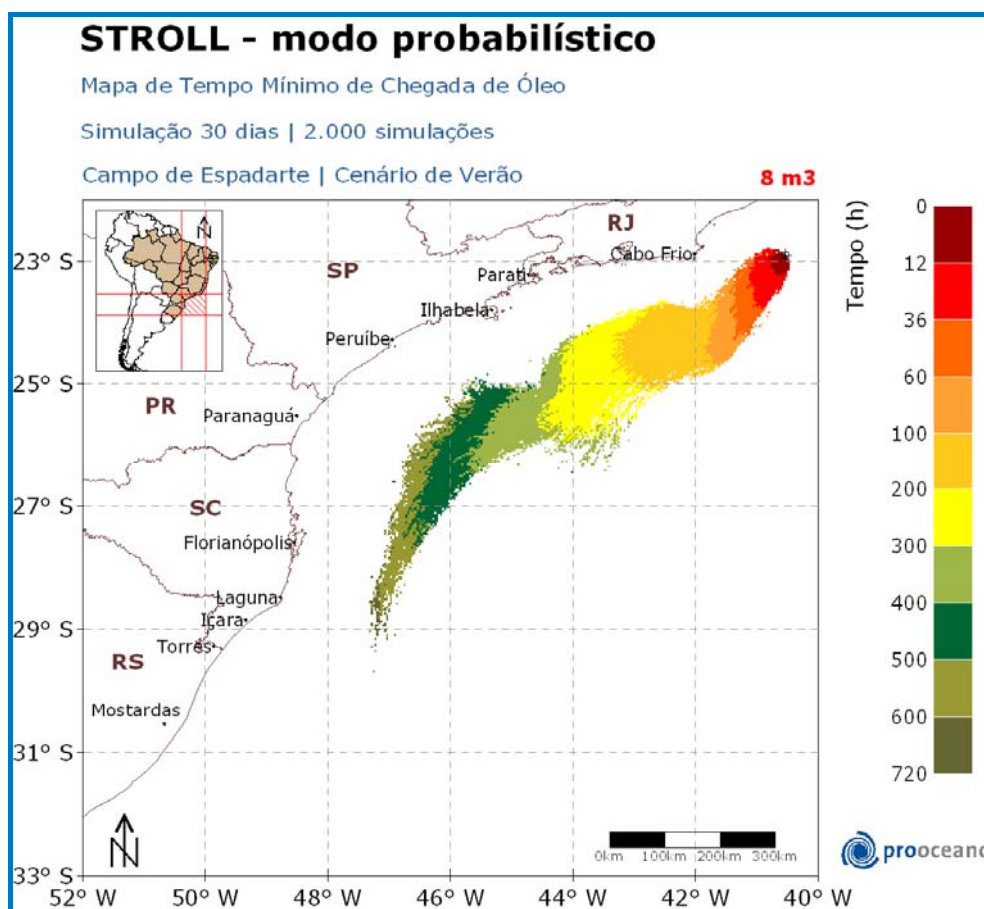 STROLL - modo probabilístico
Mapa de Tempo Mínimo de Chegada de Óleo
Simulação 30 dias | 2.000 simulações
Campo de Espadarte | Cenário de Verão
8 m3
Tempo (h)
0
12
36
60
100
200
300
400
500
600
720
N
RJ
SP
Cabo Frio
Parati
Ilhabela
Peruíbe
PR
Paranaguá
SC
Florianópolis
Laguna
Içara
Torres
RS
Mostardas
23° S
25° S
27° S
29° S
31° S
33° S
N
0km 100km 200km 300km
52° W 50° W 48° W 46° W 44° W 42° W 40° W
prooceano